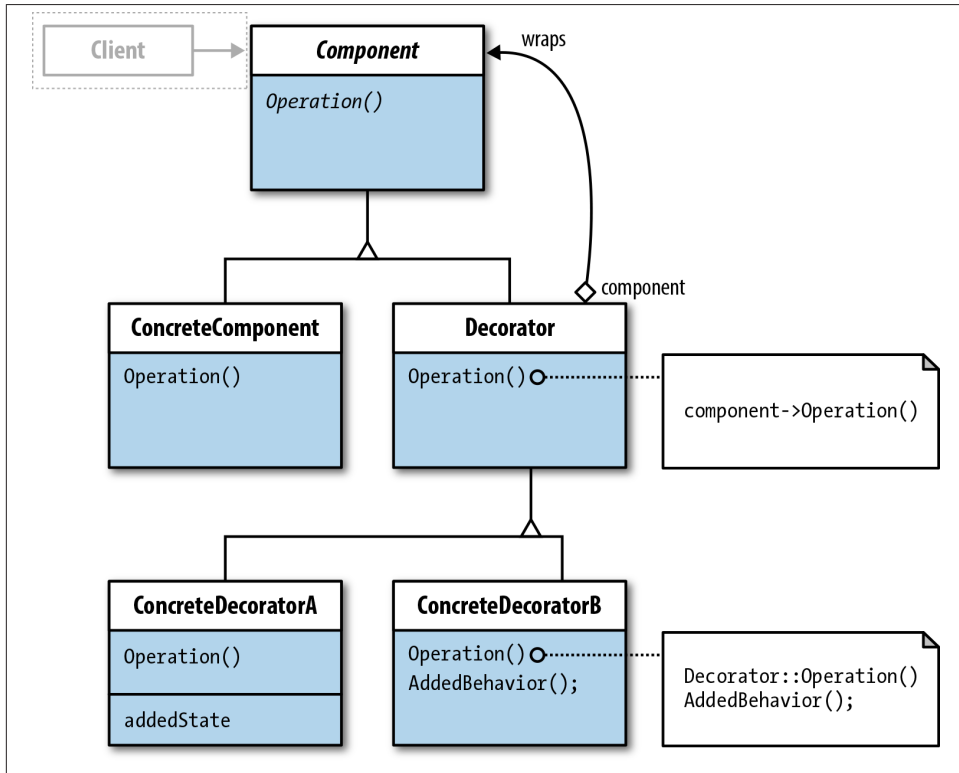 Client
Component
wraps
Operation()
component
ConcreteComponent
Decorator
Operation()
Operation()
component->Operation()
ConcreteDecoratorA
ConcreteDecoratorB
Operation()
addedState
Operation()
AddedBehavior();
Decorator::Operation()
AddedBehavior();